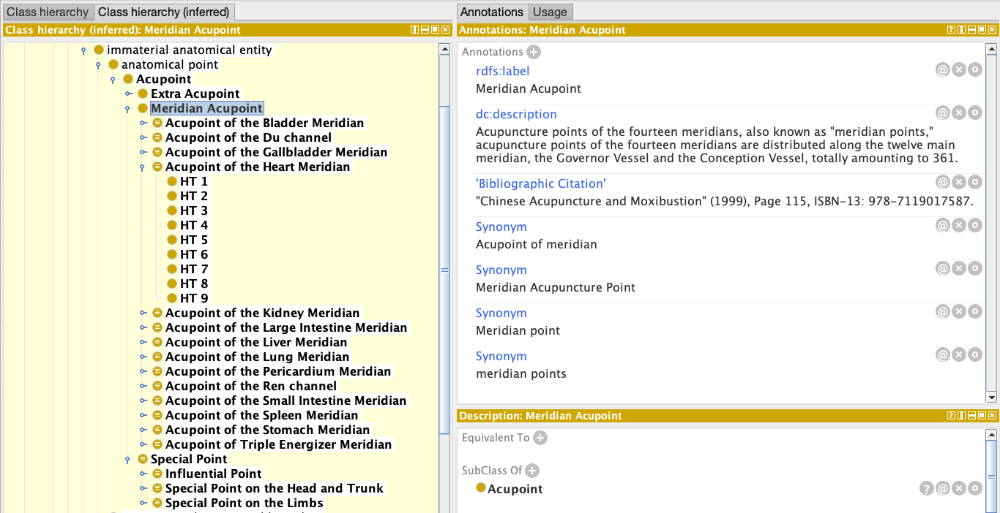 Class hierarchy
Class hierarchy (inferred)
Class hierarchy (inferred): Meridian Acupoint
immaterial anatomical entity
anatomical point
Acupoint
Extra Acupoint
Meridian Acupoint
Acupoint of the Bladder Meridian
Acupoint of the Du channel
Acupoint of the Gallbladder Meridian
Acupoint of the Heart Meridian
HT 1
HT 2
HT 3
HT 4
HT 5
HT 6
HT 7
HT 8
HT 9
Acupoint of the Kidney Meridian
Acupoint of the Large Intestine Meridian
Acupoint of the Liver Meridian
Acupoint of the Lung Meridian
Acupoint of the Pericardium Meridian
Acupoint of the Ren channel
Acupoint of the Small Intestine Meridian
Acupoint of the Spleen Meridian
Acupoint of the Stomach Meridian
Acupoint of Triple Energizer Meridian
Special Point
Influential Point
Special Point on the Head and Trunk
Special Point on the Limbs
Annotations
Usage
Annotations: Meridian Acupoint
Annotations
rdfs:label
Meridian Acupoint
dc:description
Acupuncture points of the fourteen meridians, also known as "meridian points,"
acupuncture points of the fourteen meridians are distributed along the twelve main
meridian, the Governor Vessel and the Conception Vessel, totally amounting to 361.
'Bibliographic Citation'
"Chinese Acupuncture and Moxibustion" (1999), Page 115, ISBN-13: 978-7119017587.
Synonym
Acupoint of meridian
Synonym
Meridian Acupuncture Point
Synonym
Meridian point
Synonym
meridian points
Description: Meridian Acupoint
Equivalent To
SubClass Of
Acupoint